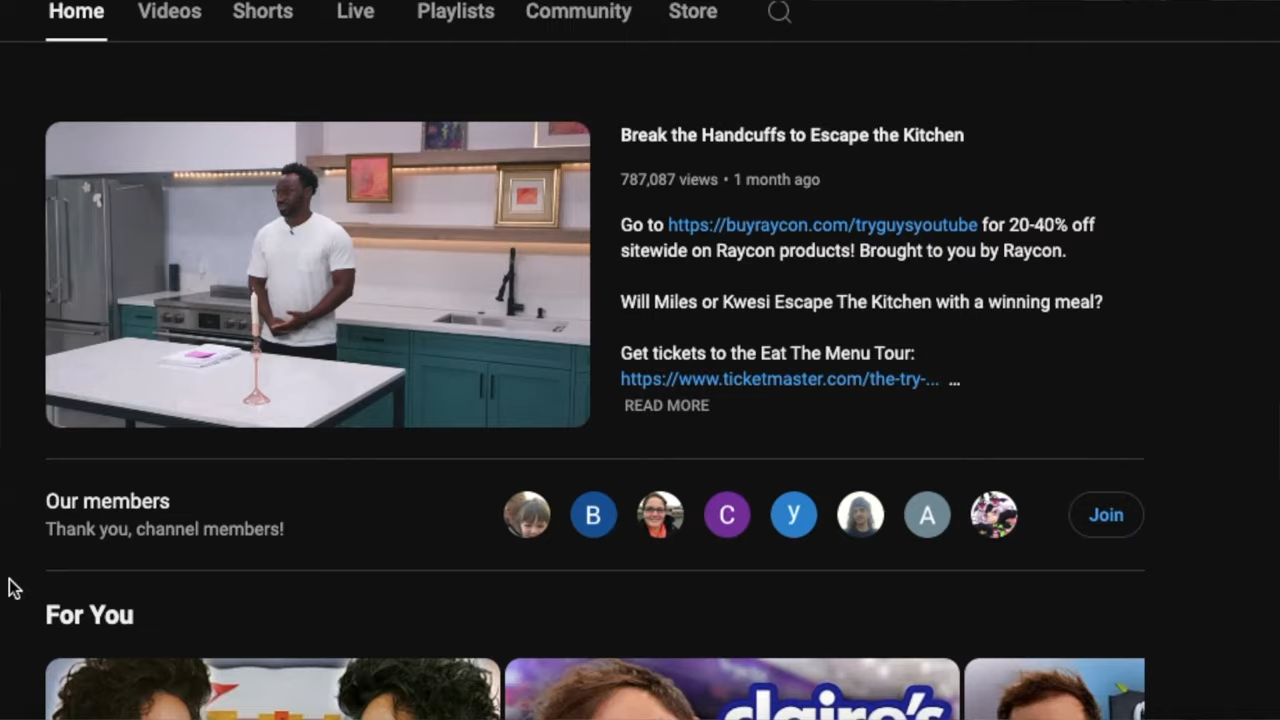 Home Videos Shorts Live Playlists Community Store
Break the Handcuffs to Escape the Kitchen
787,087 views • 1 month ago
Go to https://buyraycon.com/tryguysyoutube for 20-40% off
sitewide on Raycon products! Brought to you by Raycon.
Will Miles or Kwesi Escape The Kitchen with a winning meal?
Get tickets to the Eat The Menu Tour:
https://www.ticketmaster.com/the-try-... ...
READ MORE
Our members
Thank you, channel members!
B C y A
Join
For You
claire's